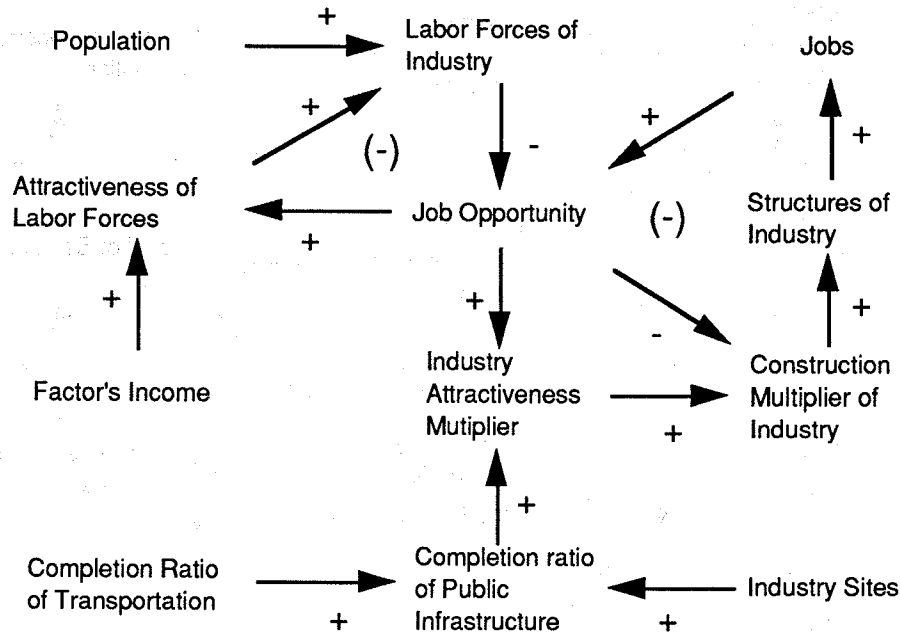 Population
+
Labor Forces of
Industry
Jobs
+
(-)
-
+
+
Attractiveness of
Labor Forces
+
Job Opportunity
(-)
Structures of
Industry
+
+
-
+
Factor's Income
Industry
Attractiveness
Mutiplier
+
Construction
Multiplier of
Industry
+
Completion Ratio
of Transportation
+
Completion ratio
of Public
Infrastructure
+
Industry Sites